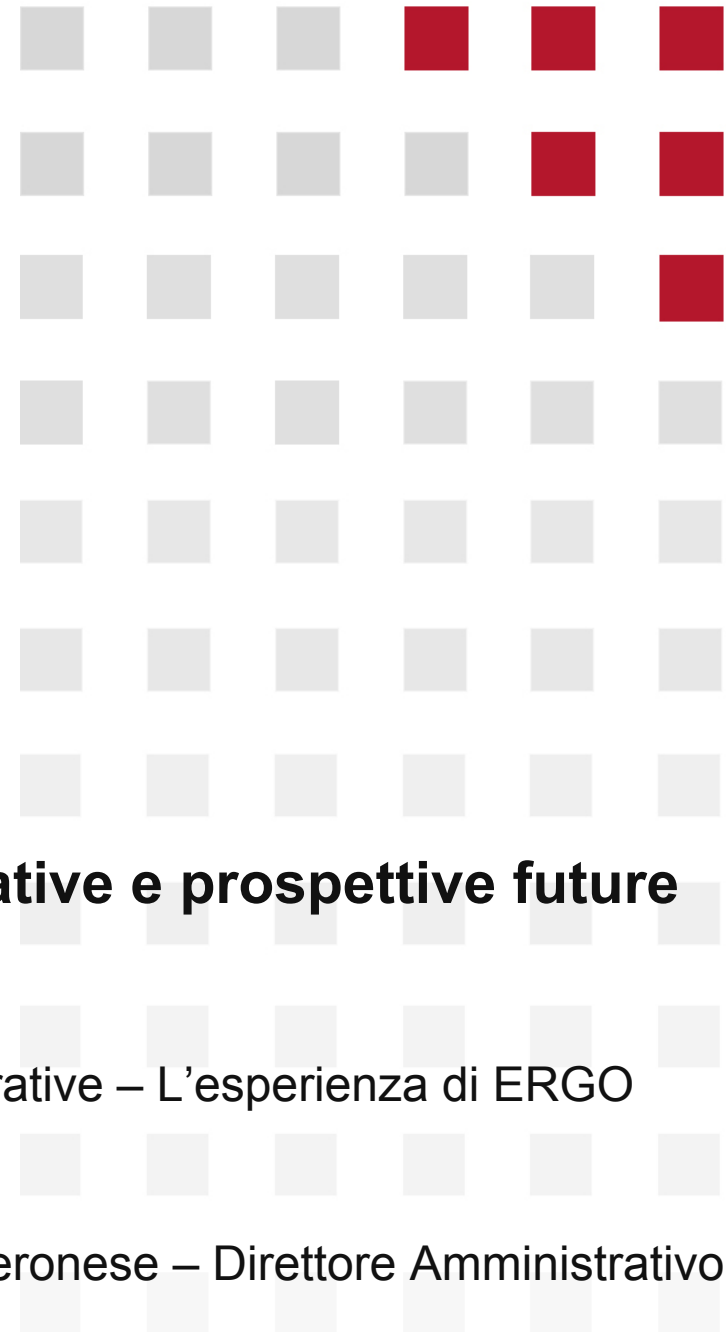 ative e prospettive future
rative – L’esperienza di ERGO
eronese – Direttore Amministrativo